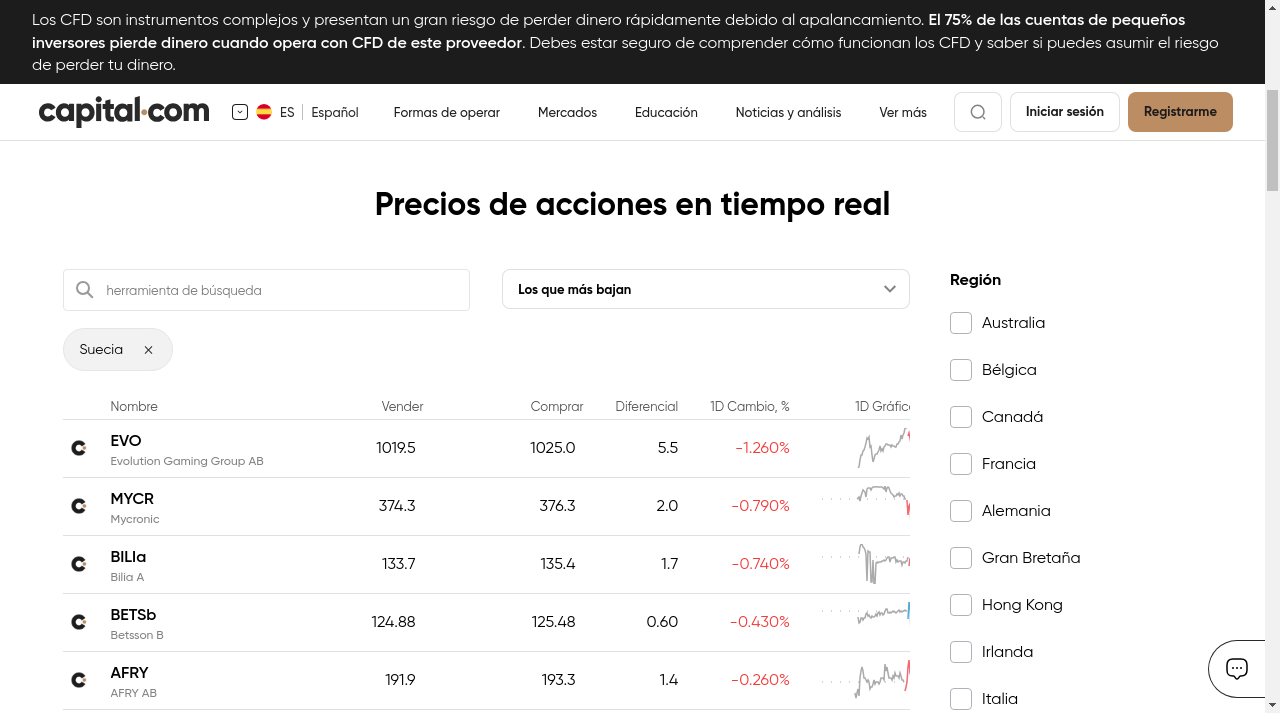 Los CFD son instrumentos complejos y presentan un gran riesgo de perder dinero rápidamente debido al apalancamiento. El 75% de las cuentas de pequeños
inversores pierde dinero cuando opera con CFD de este proveedor. Debes estar seguro de comprender cómo funcionan los CFD y saber si puedes asumir el riesgo
de perder tu dinero.
capital.com ES Español Formas de operar Mercados Educación Noticias y análisis Ver más Iniciar sesión Registrarme
Precios de acciones en tiempo real
herramienta de búsqueda Los que más bajan Región
Australia
Suecia
Bélgica
Nombre Vender Comprar Diferencial 1D Cambio, % 1D Gráfico
Canadá
EVO 1019.5 1025.0 5.5 -1.260%
Evolution Gaming Group AB
Francia
MYCR 374.3 376.3 2.0 -0.790%
Mycronic
Alemania
BILIa 133.7 135.4 1.7 -0.740%
Bilia A
Gran Bretaña
BETSb 124.88 125.48 0.60 -0.430%
Betsson B
Hong Kong
Irlanda
AFRY 191.9 193.3 1.4 -0.260%
AFRY AB
Italia